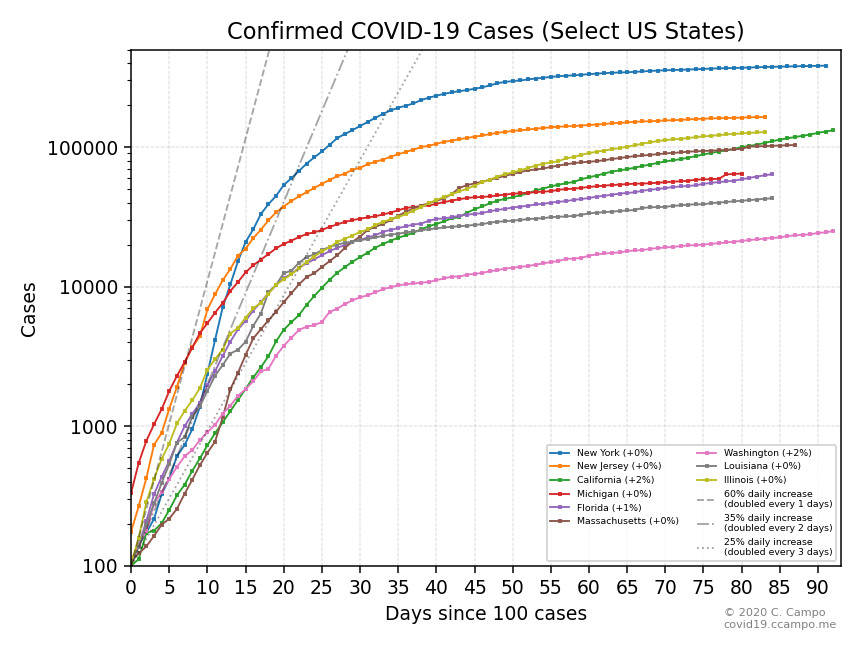 Confirmed COVID-19 Cases (Select US States)
100000
10000
1000
100
Cases
New York (+0%)
New Jersey (+0%)
California (+2%)
Michigan (+0%)
Florida (+1%)
Massachusetts (+0%)
Washington (+2%)
Louisiana (+0%)
Illinois (+0%)
60% daily increase
(doubled every 1 days)
35% daily increase
(doubled every 2 days)
25% daily increase
(doubled every 3 days)
0 5 10 15 20 25 30 35 40 45 50 55 60 65 70 75 80 85 90
Days since 100 cases
© 2020 C. Campo
covid19.ccampo.me